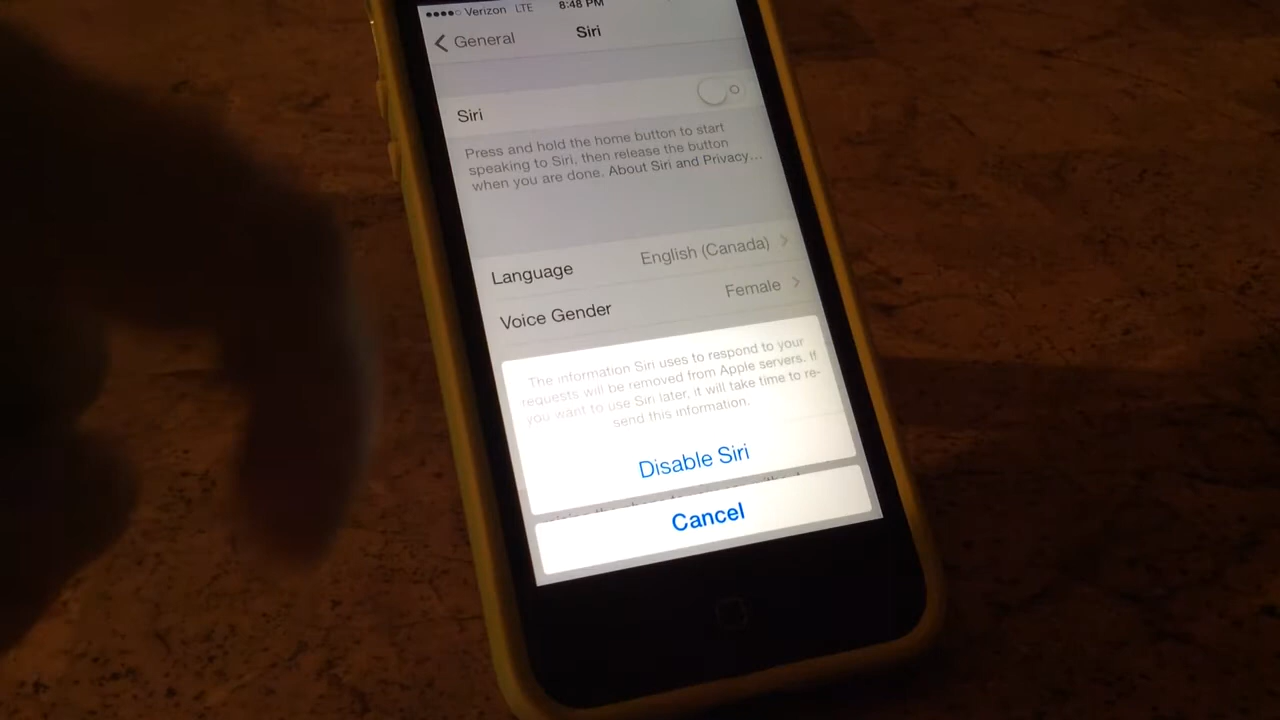 Verizon LTE 8:48 PM
General Siri
Siri
Press and hold the home button to start
speaking to Siri, then release the button
when you are done. About Siri and Privacy...
Language English (Canada)
Voice Gender Female
The information Siri uses to respond to your
requests will be removed from Apple servers. If
you want to use Siri later, it will take time to re-
send this information.
Disable Siri
Cancel